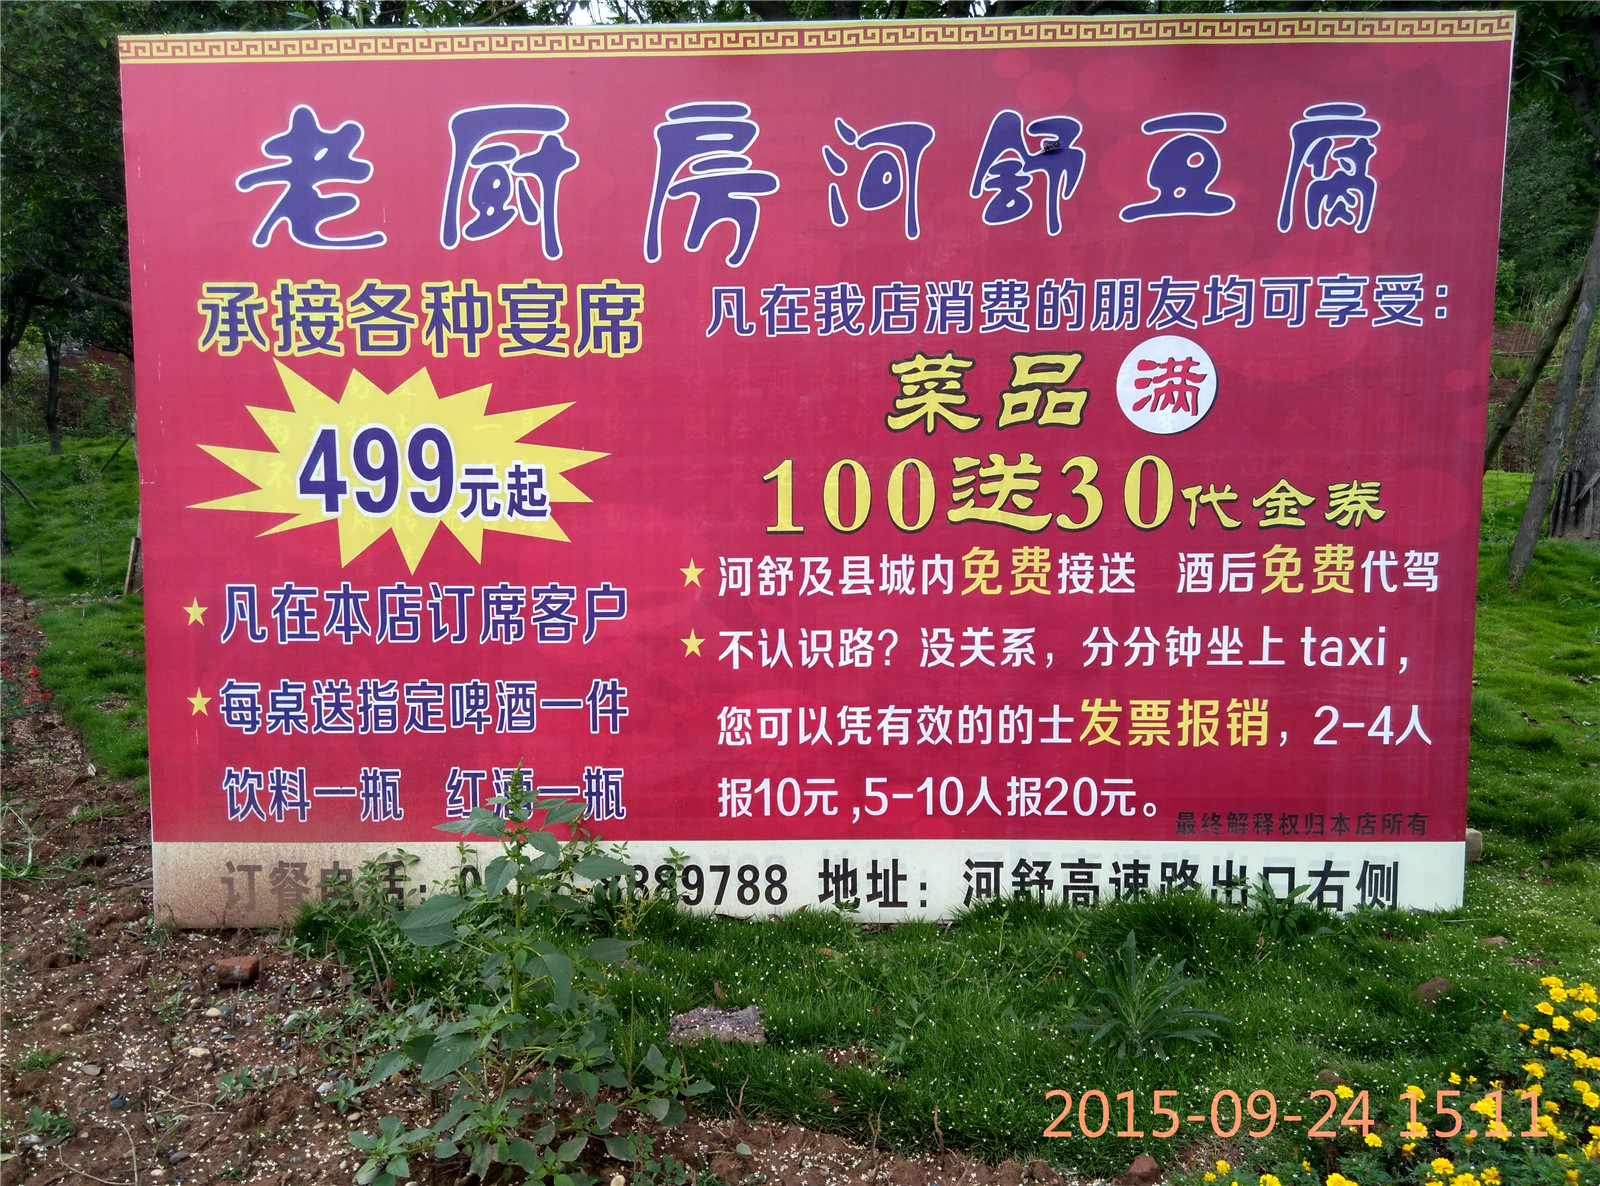 老厨房河舒豆腐
承接各种宴席
499元起
★凡在本店订席客户
★每桌送指定啤酒一件
饮料一瓶 红酒一瓶
凡在我店消费的朋友均可享受：
菜品满
100送30代金券
★河舒及县城内免费接送 酒后免费代驾
★不认识路？没关系，分分钟坐上taxi，
您可以凭有效的的士发票报销，2-4人
报10元,5-10人报20元。
最终解释权归本店所有
订餐电话： 889788 地址：河舒高速路出口右侧
2015-09-24 15:11